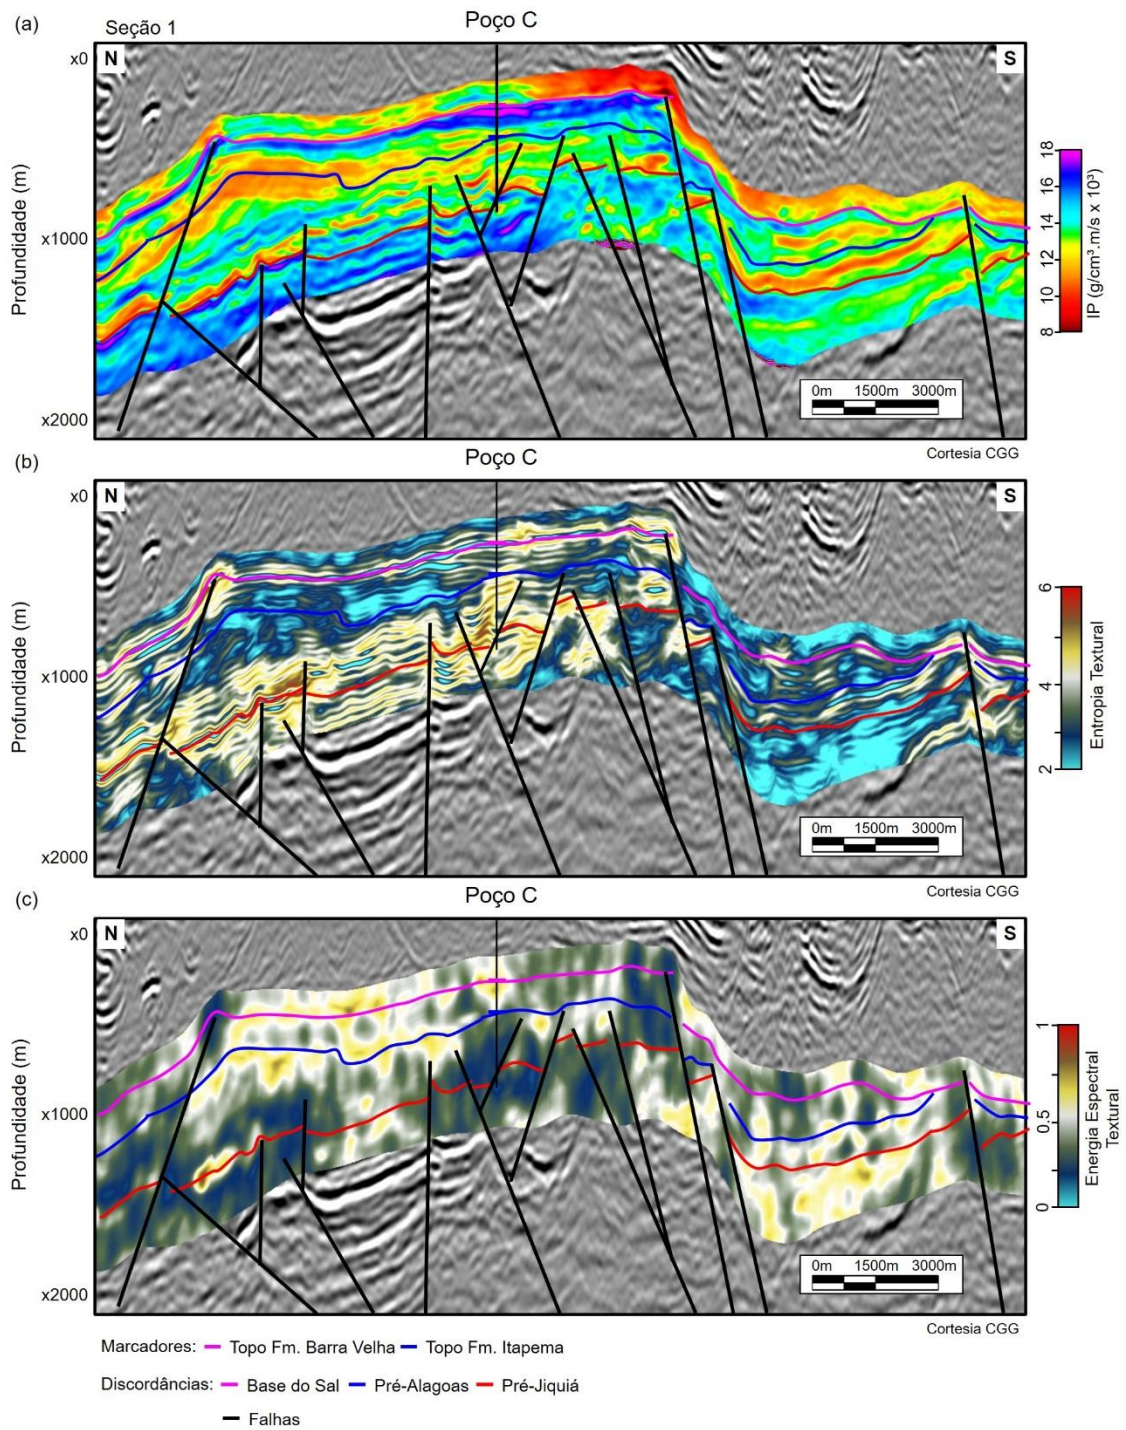 (a)
Seção 1
Poço C
N
S
x0
x1000
x2000
Profundidade (m)
18
16
14
12
10
8
IP (g/cm³.m/s x 10³)
0m 1500m 3000m
Cortesia CGG
(b)
Poço C
N
S
x0
x1000
x2000
Profundidade (m)
6
4
2
Entropia Textural
0m 1500m 3000m
Cortesia CGG
(c)
Poço C
N
S
x0
x1000
x2000
Profundidade (m)
1
0.5
0
Energia Espectral
Textural
0m 1500m 3000m
Cortesia CGG
Marcadores: Topo Fm. Barra Velha Topo Fm. Itapema
Discordâncias: Base do Sal Pré-Alagoas Pré-Jiquiá
Falhas